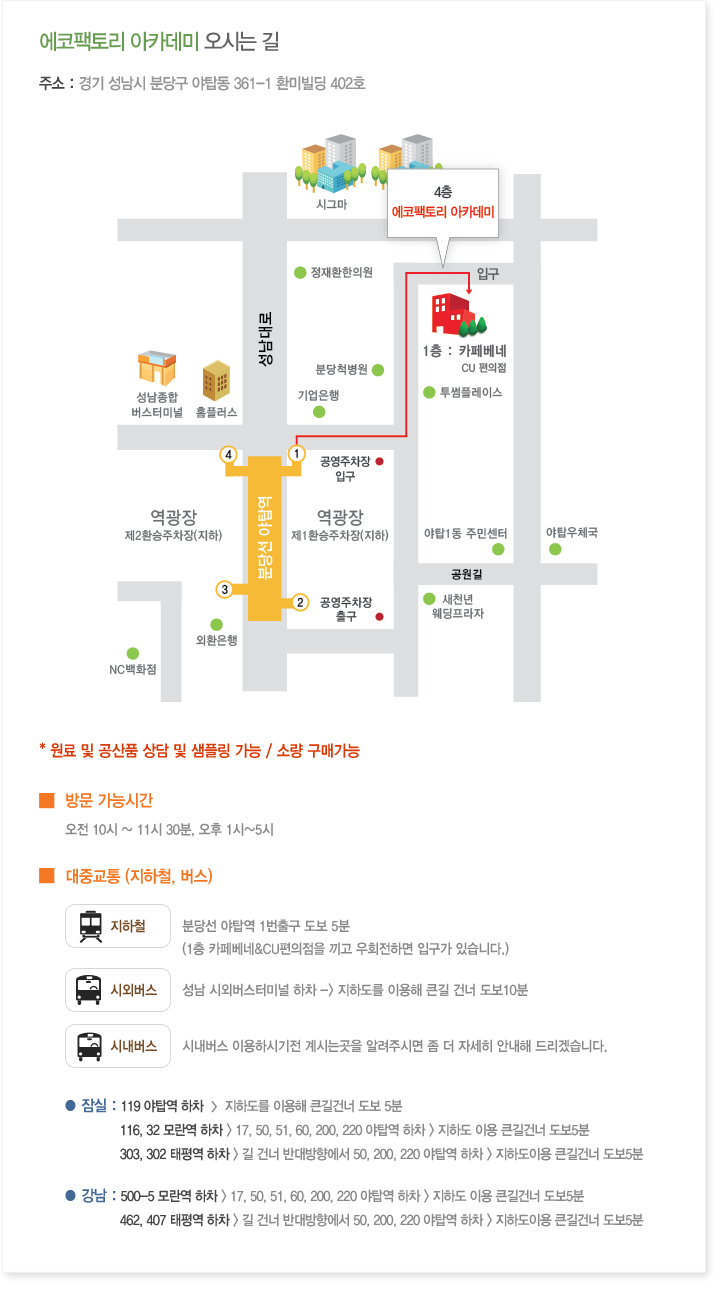 에코팩토리 아카데미 오시는 길
주소 : 경기 성남시 분당구 야탑동 361-1 환미빌딩 402호
시그마
4층
에코팩토리 아카데미
정재환한의원
입구
성남대로
1층 : 카페베네
CU 편의점
분당척병원
성남종합
버스터미널
홈플러스
기업은행
투썸플레이스
4
1
공영주차장
입구
역광장
제2환승주차장(지하)
분당선 야탑역
역광장
제1환승주차장(지하)
야탑1동 주민센터
야탑우체국
공원길
3
2
공영주차장
출구
새천년
웨딩프라자
외환은행
NC백화점
* 원료 및 공산품 상담 및 샘플링 가능 / 소량 구매가능
방문 가능시간
오전 10시 ~ 11시 30분, 오후 1시~5시
대중교통 (지하철, 버스)
지하철
분당선 야탑역 1번출구 도보 5분
(1층 카페베네&CU편의점을 끼고 우회전하면 입구가 있습니다.)
시외버스
성남 시외버스터미널 하차 -> 지하도를 이용해 큰길 건너 도보10분
시내버스
시내버스 이용하시기전 계시는곳을 알려주시면 좀 더 자세히 안내해 드리겠습니다.
잠실 : 119 야탑역 하차 > 지하도를 이용해 큰길건너 도보 5분
116, 32 모란역 하차 > 17, 50, 51, 60, 200, 220 야탑역 하차 > 지하도 이용 큰길건너 도보5분
303, 302 태평역 하차 > 길 건너 반대방향에서 50, 200, 220 야탑역 하차 > 지하도이용 큰길건너 도보5분
강남 : 500-5 모란역 하차 > 17, 50, 51, 60, 200, 220 야탑역 하차 > 지하도 이용 큰길건너 도보5분
462, 407 태평역 하차 > 길 건너 반대방향에서 50, 200, 220 야탑역 하차 > 지하도이용 큰길건너 도보5분